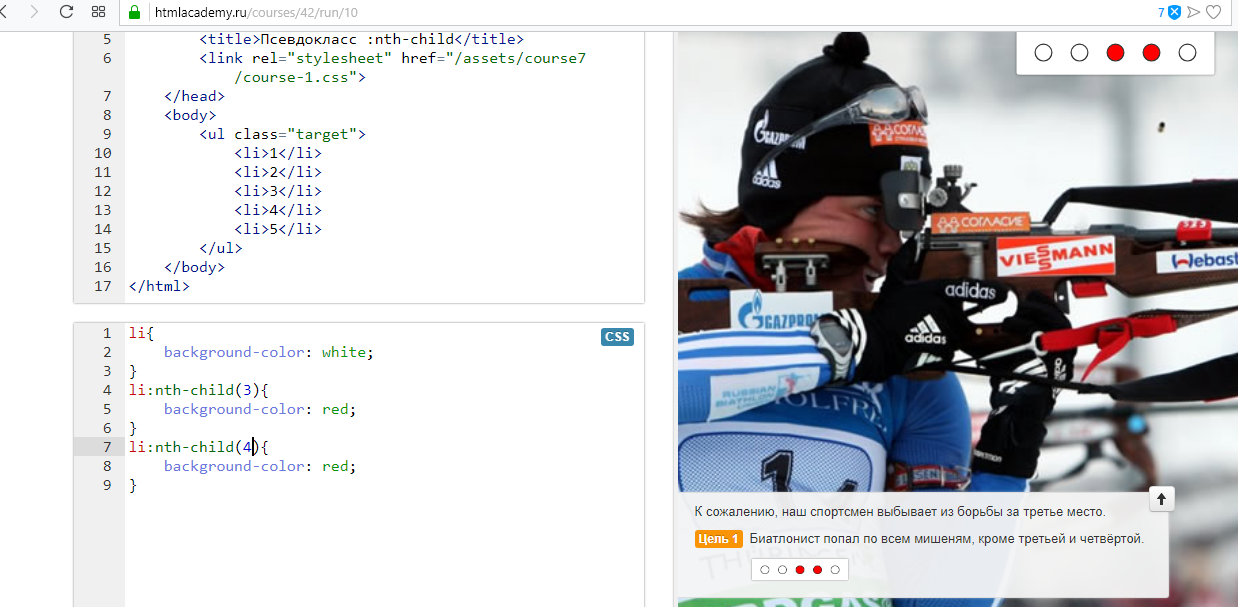 htmlacademy.ru/courses/42/run/10
7
5 <title>Псевдокласс :nth-child</title>
6 <link rel="stylesheet" href="/assets/course7
/course-1.css">
7 </head>
8 <body>
9 <ul class="target">
10 <li>1</li>
11 <li>2</li>
12 <li>3</li>
13 <li>4</li>
14 <li>5</li>
15 </ul>
16 </body>
17 </html>
CSS
1 li{
2 background-color: white;
3 }
4 li:nth-child(3){
5 background-color: red;
6 }
7 li:nth-child(4){
8 background-color: red;
9 }
GAZPROM
СОГЛАСИЕ
adidas
СОГЛАСИЕ
VIESSMANN
adidas
GAZPROM
adidas
RUSSIAN
BIATHLON
1
К сожалению, наш спортсмен выбывает из борьбы за третье место.
Цель 1 Биатлонист попал по всем мишеням, кроме третьей и четвёртой.